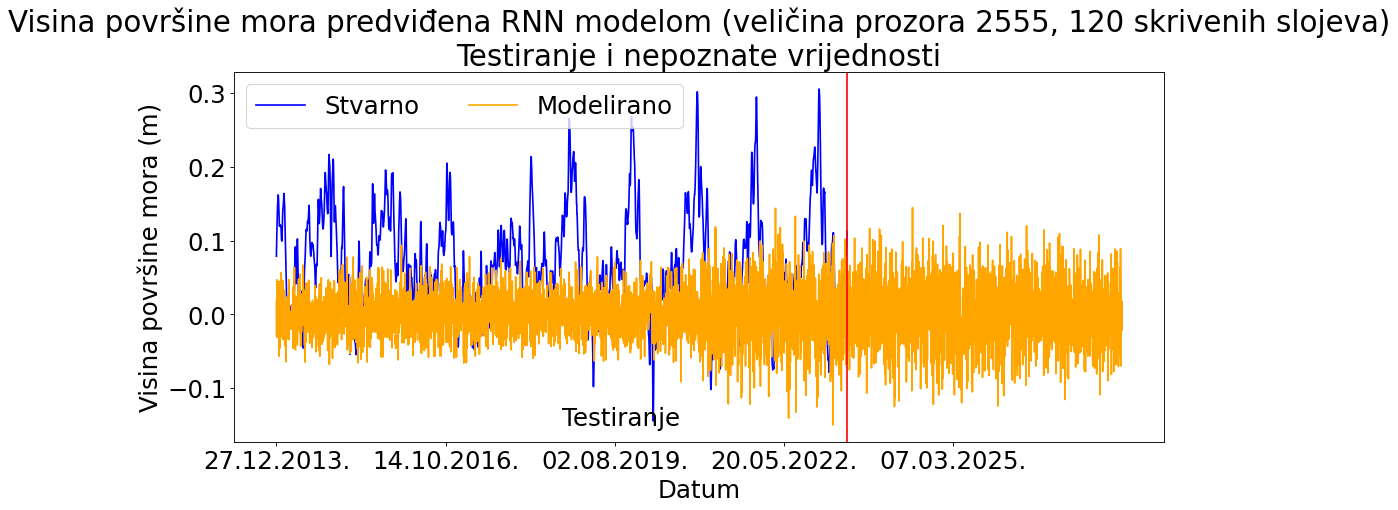 Visina površine mora predviđena RNN modelom (veličina prozora 2555, 120 skrivenih slojeva)
Testiranje i nepoznate vrijednosti
Stvarno
Modelirano
Visina površine mora (m)
0.3
0.2
0.1
0.0
−0.1
Testiranje
27.12.2013.
14.10.2016.
02.08.2019.
20.05.2022.
07.03.2025.
Datum